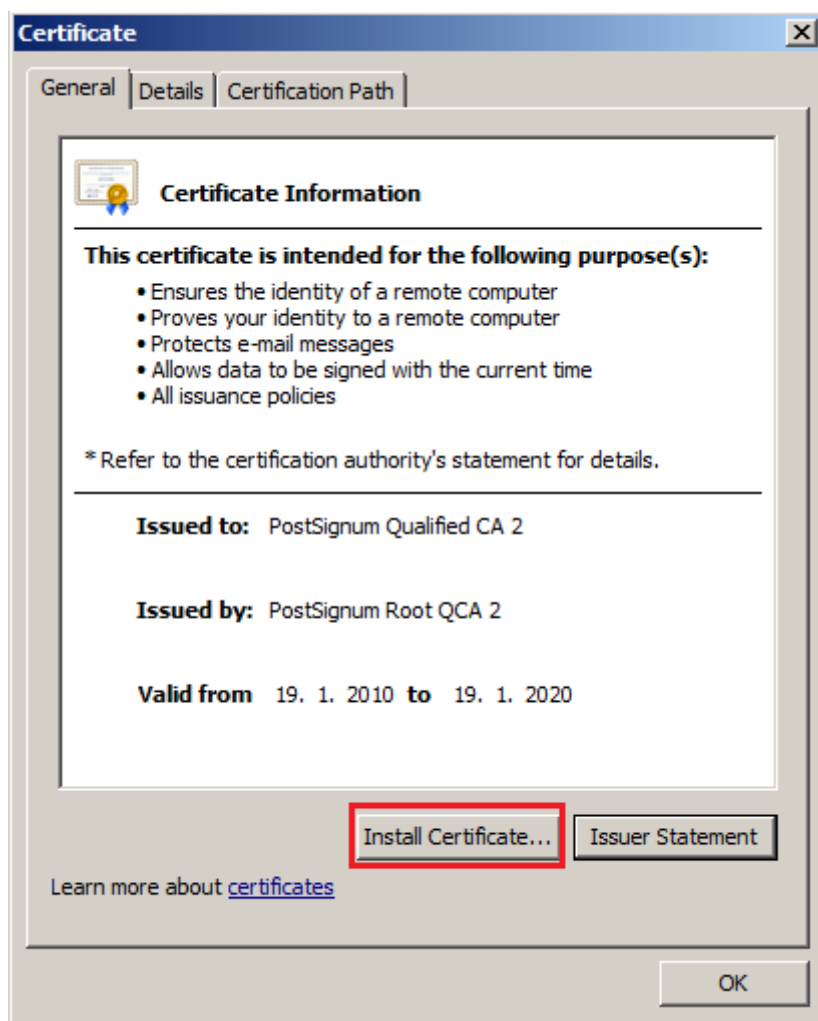 Certificate
General Details Certification Path
Certificate Information
This certificate is intended for the following purpose(s):
• Ensures the identity of a remote computer
• Proves your identity to a remote computer
• Protects e-mail messages
• Allows data to be signed with the current time
• All issuance policies
* Refer to the certification authority's statement for details.
Issued to: PostSignum Qualified CA 2
Issued by: PostSignum Root QCA 2
Valid from 19. 1. 2010 to 19. 1. 2020
Install Certificate... Issuer Statement
Learn more about certificates
OK